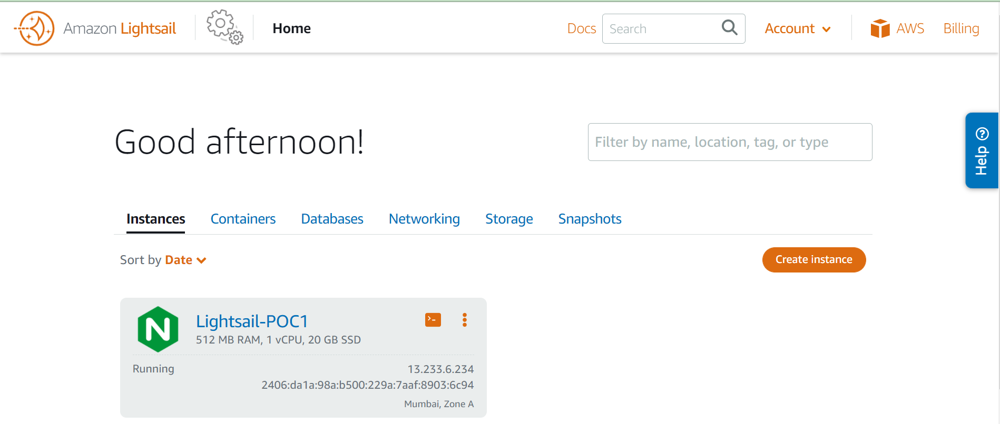 Amazon Lightsail
Home
Docs
Search
Account
AWS
Billing
Good afternoon!
Filter by name, location, tag, or type
Help
Instances
Containers
Databases
Networking
Storage
Snapshots
Sort by Date
Create instance
N
Lightsail-POC1
512 MB RAM, 1 vCPU, 20 GB SSD
Running
13.233.6.234
2406:da1a:98a:b500:229a:7aaf:8903:6c94
Mumbai, Zone A